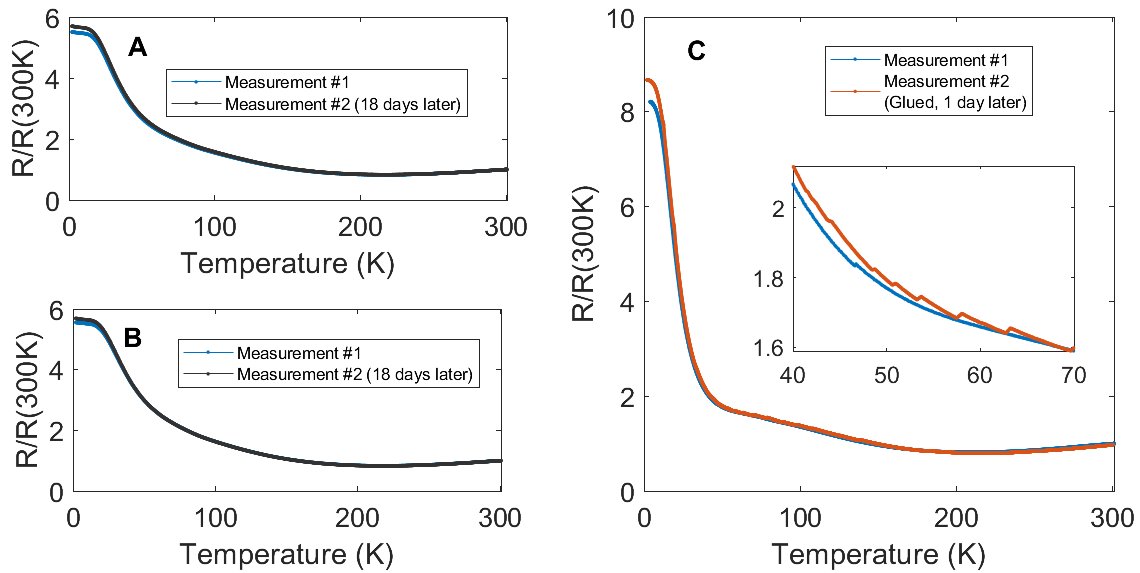 A
6
4
2
0
R/R(300K)
Measurement #1
Measurement #2 (18 days later)
0 100 200 300
Temperature (K)
B
6
4
2
0
R/R(300K)
Measurement #1
Measurement #2 (18 days later)
0 100 200 300
Temperature (K)
C
10
8
6
4
2
0
R/R(300K)
Measurement #1
Measurement #2
(Glued, 1 day later)
2
1.8
1.6
40 50 60 70
0 100 200 300
Temperature (K)